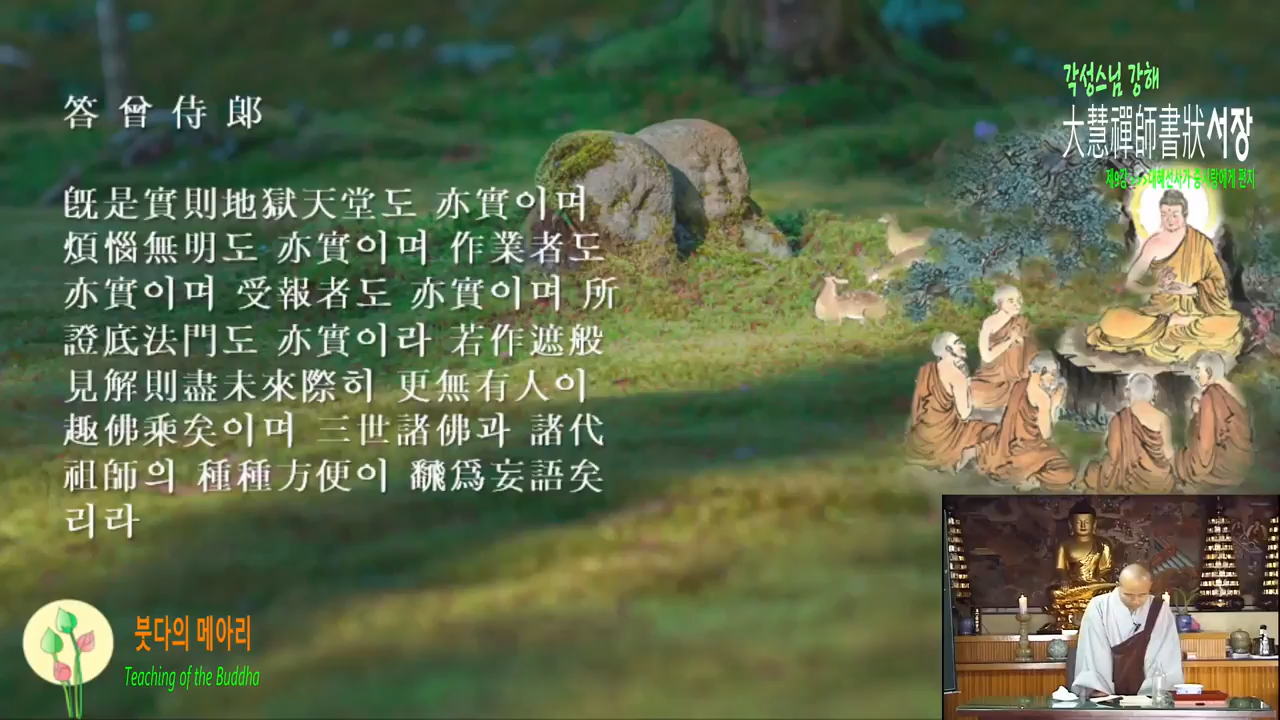 答曾侍郞
旣是實則地獄天堂도 亦實이며
煩惱無明도 亦實이며 作業者도
亦實이며 受報者도 亦實이며 所
證底法門도 亦實이라 若作遮般
見解則盡未來際히 更無有人이
趣佛乘矣이며 三世諸佛과 諸代
祖師의 種種方便이 飜爲妄語矣
리라
각성스님 강해
大慧禪師書狀서장
붓다의 메아리
Teaching of the Buddha